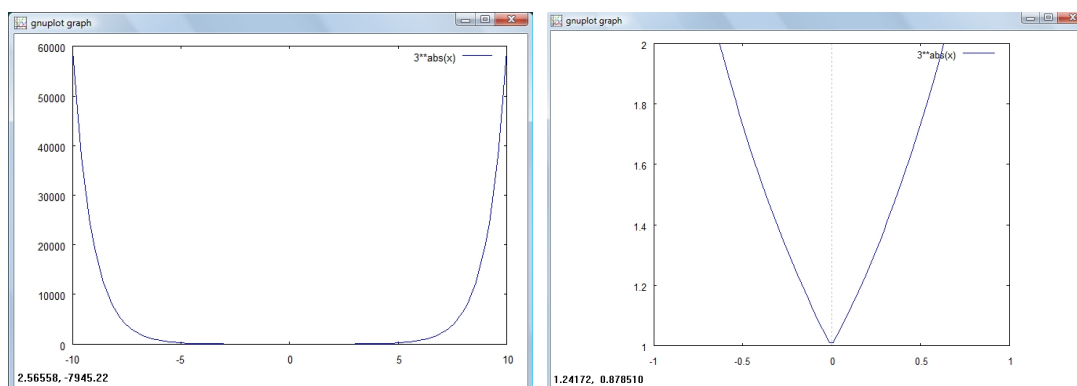 gnuplot graph
3**abs(x)
60000
50000
40000
30000
20000
10000
0
-10 -5 0 5 10
2.56558, -7945.22
gnuplot graph
3**abs(x)
2
1.8
1.6
1.4
1.2
1
-1 -0.5 0 0.5 1
1.24172, 0.878510